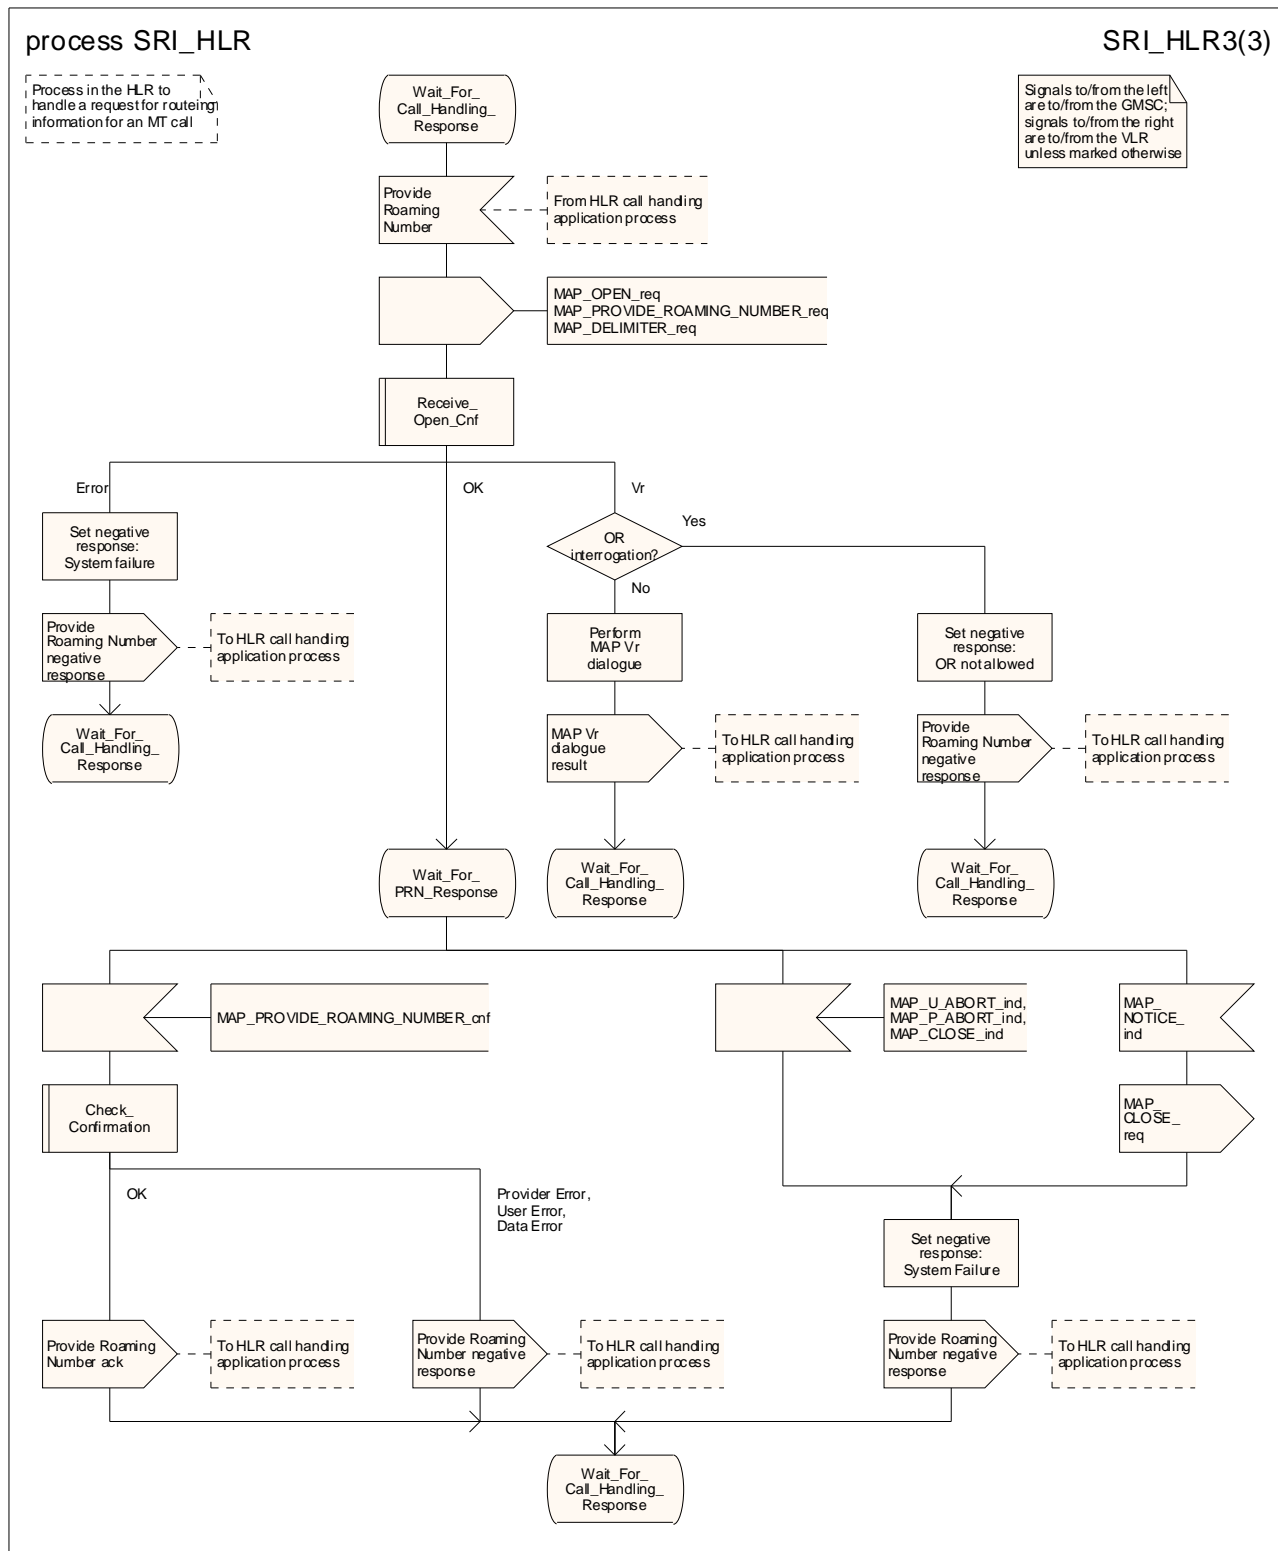 process SRI_HLR
SRI_HLR3(3)
Process in the HLR to
handle a request for routeing
information for an MT call
Wait_For_
Call_Handling_
Response
Signals to/from the left
are to/from the GMSC;
signals to/from the right
are to/from the VLR
unless marked otherwise
Provide
Roaming
Number
From HLR call handling
application process
MAP_OPEN_req
MAP_PROVIDE_ROAMING_NUMBER_req
MAP_DELIMITER_req
Receive_
Open_Cnf
Error
OK
Vr
Yes
Set negative
response:
System failure
OR
interrogation?
No
Provide
Roaming Number
negative
response
To HLR call handling
application process
Perform
MAP Vr
dialogue
Set negative
response:
OR not allowed
Wait_For_
Call_Handling_
Response
MAP Vr
dialogue
result
To HLR call handling
application process
Provide
Roaming Number
negative
response
To HLR call handling
application process
Wait_For_
PRN_Response
Wait_For_
Call_Handling_
Response
Wait_For_
Call_Handling_
Response
MAP_PROVIDE_ROAMING_NUMBER_cnf
MAP_U_ABORT_ind,
MAP_P_ABORT_ind,
MAP_CLOSE_ind
MAP_
NOTICE_
ind
Check_
Confirmation
MAP_
CLOSE_
req
OK
Provider Error,
User Error,
Data Error
Set negative
response:
System Failure
Provide Roaming
Number ack
To HLR call handling
application process
Provide Roaming
Number negative
response
To HLR call handling
application process
Provide Roaming
Number negative
response
To HLR call handling
application process
Wait_For_
Call_Handling_
Response